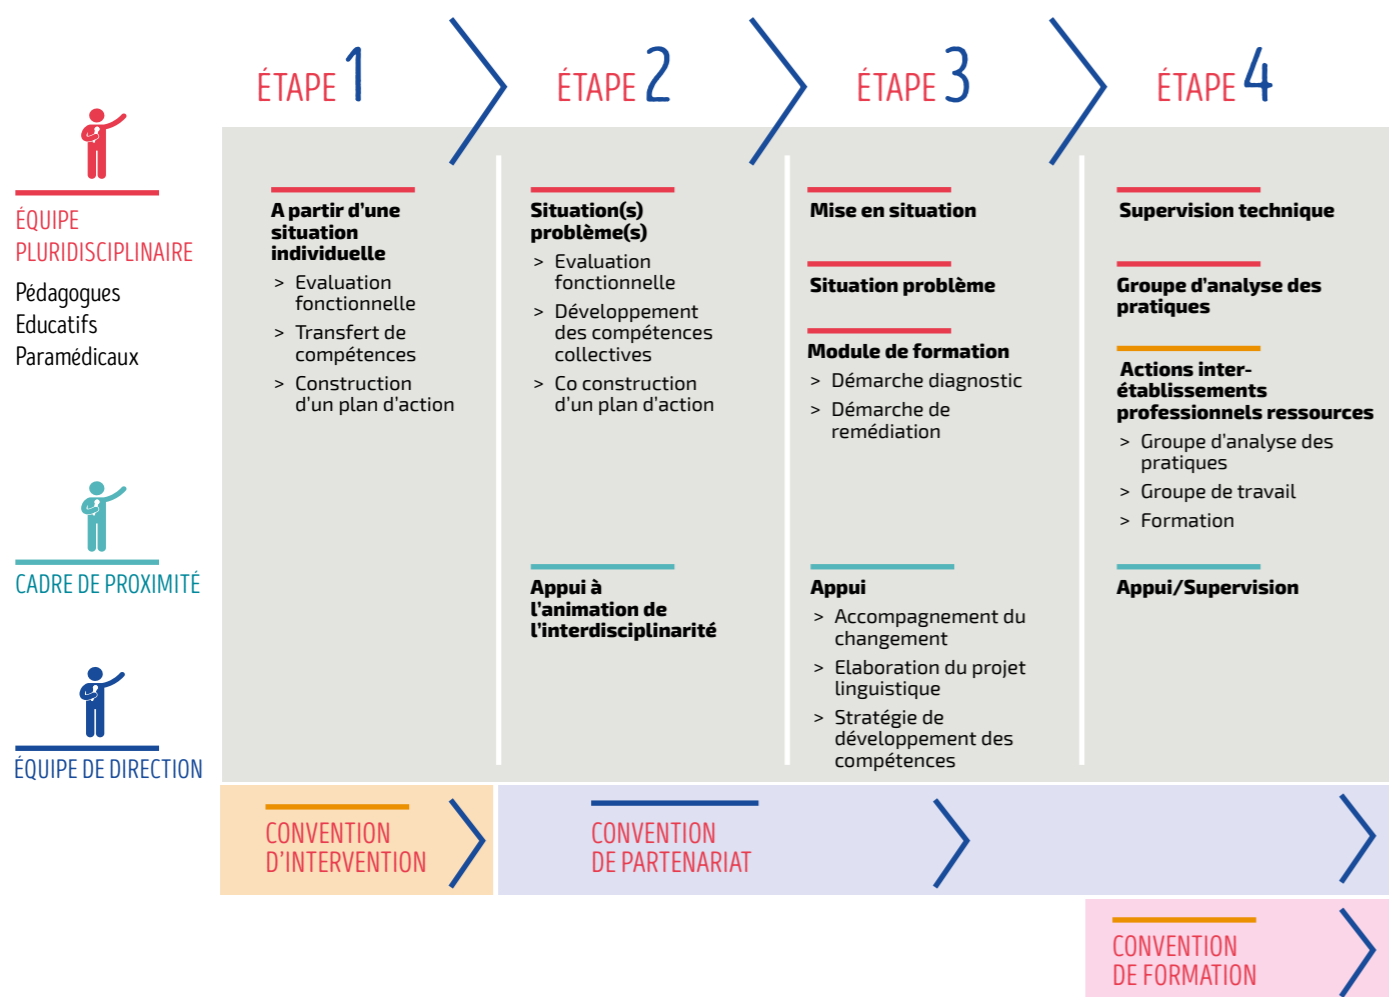 ÉTAPE 1
ÉTAPE 2
ÉTAPE 3
ÉTAPE 4
ÉQUIPE
PLURIDISCIPLINAIRE
Pédagogues
Educatifs
Paramédicaux
A partir d’une
situation
individuelle
> Evaluation
fonctionnelle
> Transfert de
compétences
> Construction
d’un plan d’action
Situation(s)
problème(s)
> Evaluation
fonctionnelle
> Développement
des compétences
collectives
> Co construction
d’un plan d’action
Mise en situation
Situation problème
Module de formation
> Démarche diagnostic
> Démarche de
remédiation
Supervision technique
Groupe d’analyse des
pratiques
Actions inter-
établissements
professionnels ressources
> Groupe d’analyse des
pratiques
> Groupe de travail
> Formation
CADRE DE PROXIMITÉ
Appui à
l’animation de
l’interdisciplinarité
Appui
> Accompagnement du
changement
> Elaboration du projet
linguistique
> Stratégie de
développement des
compétences
Appui/Supervision
ÉQUIPE DE DIRECTION
CONVENTION
D’INTERVENTION
CONVENTION
DE PARTENARIAT
CONVENTION
DE FORMATION